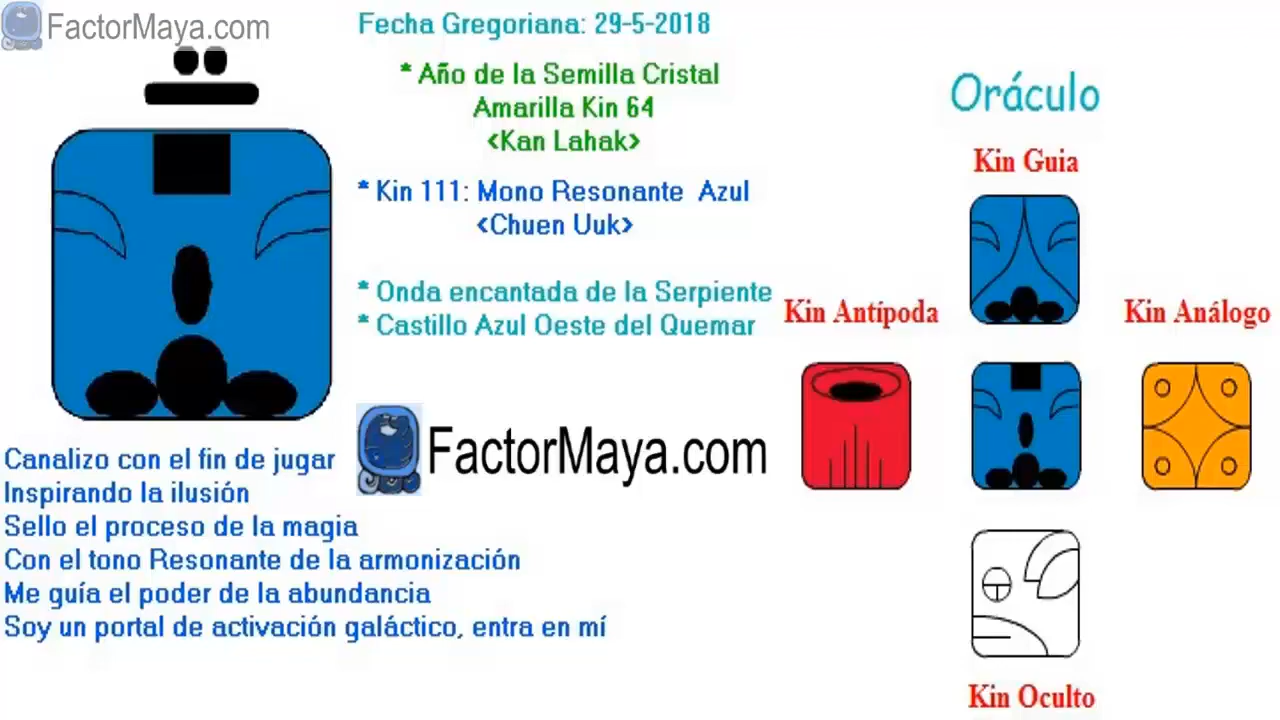 FactorMaya.com
Fecha Gregoriana: 29-5-2018
* Año de la Semilla Cristal
Amarilla Kin 64
<Kan Lahak>
* Kin 111: Mono Resonante Azul
<Chuen Uuk>
* Onda encantada de la Serpiente
* Castillo Azul Oeste del Quemar
FactorMaya.com
Canalizo con el fin de jugar
Inspirando la ilusión
Sello el proceso de la magia
Con el tono Resonante de la armonización
Me guía el poder de la abundancia
Soy un portal de activación galáctico, entra en mí
Oráculo
Kin Guia
Kin Antípoda
Kin Análogo
Kin Oculto